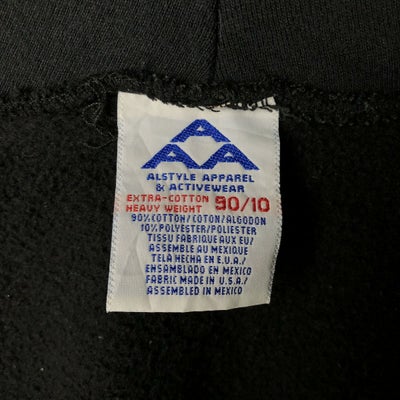 A
A A
ALSTYLE APPAREL
& ACTIVEWEAR
EXTRA-COTTON
HEAVY WEIGHT 90/10
90% COTTON/COTON/ALGODON
10% POLYESTER/POLIESTER
TISSU FABRIQUE AUX EU/
ASSEMBLE AU MEXIQUE
TELA HECHA EN E.U.A./
ENSAMBLADO EN MEXICO
FABRIC MADE IN U.S.A./
ASSEMBLED IN MEXICO